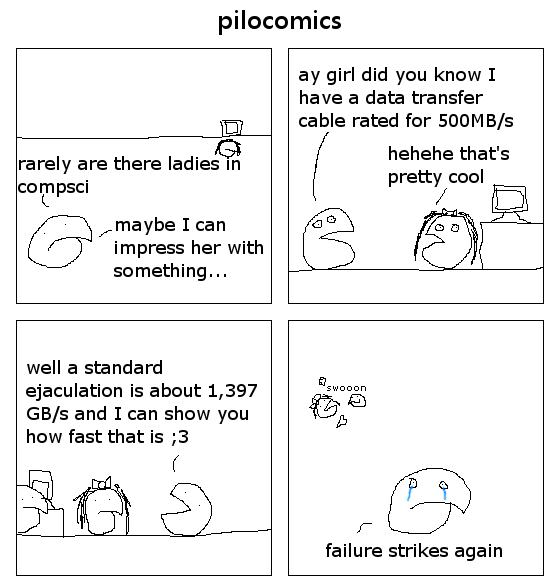 pilocomics
rarely are there ladies in
compsci
maybe I can
impress her with
something...
ay girl did you know I
have a data transfer
cable rated for 500MB/s
hehehe that's
pretty cool
well a standard
ejaculation is about 1,397
GB/s and I can show you
how fast that is ;3
swooon
failure strikes again